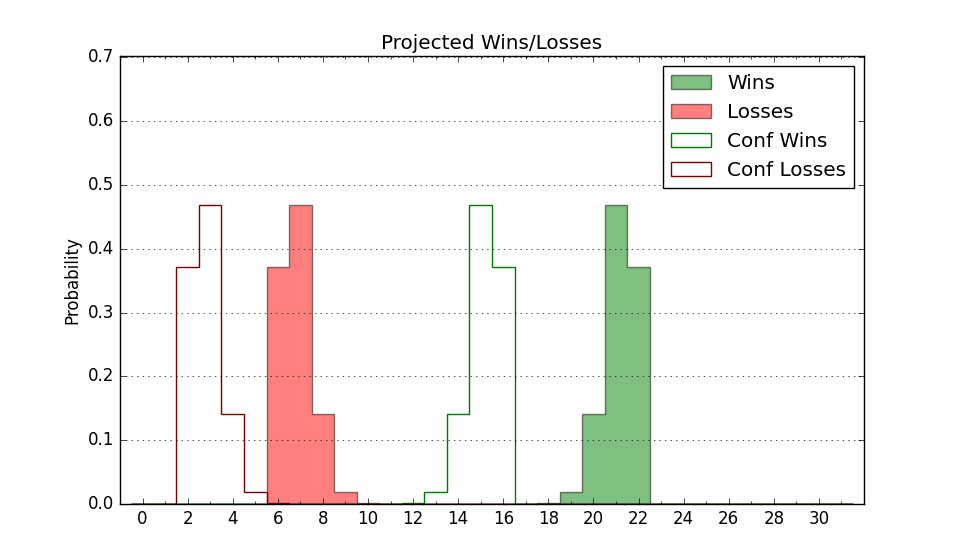 Projected Wins/Losses
0.7
0.6
0.5
0.4
0.3
0.2
0.1
0.0
Probability
Wins
Losses
Conf Wins
Conf Losses
0 2 4 6 8 10 12 14 16 18 20 22 24 26 28 30